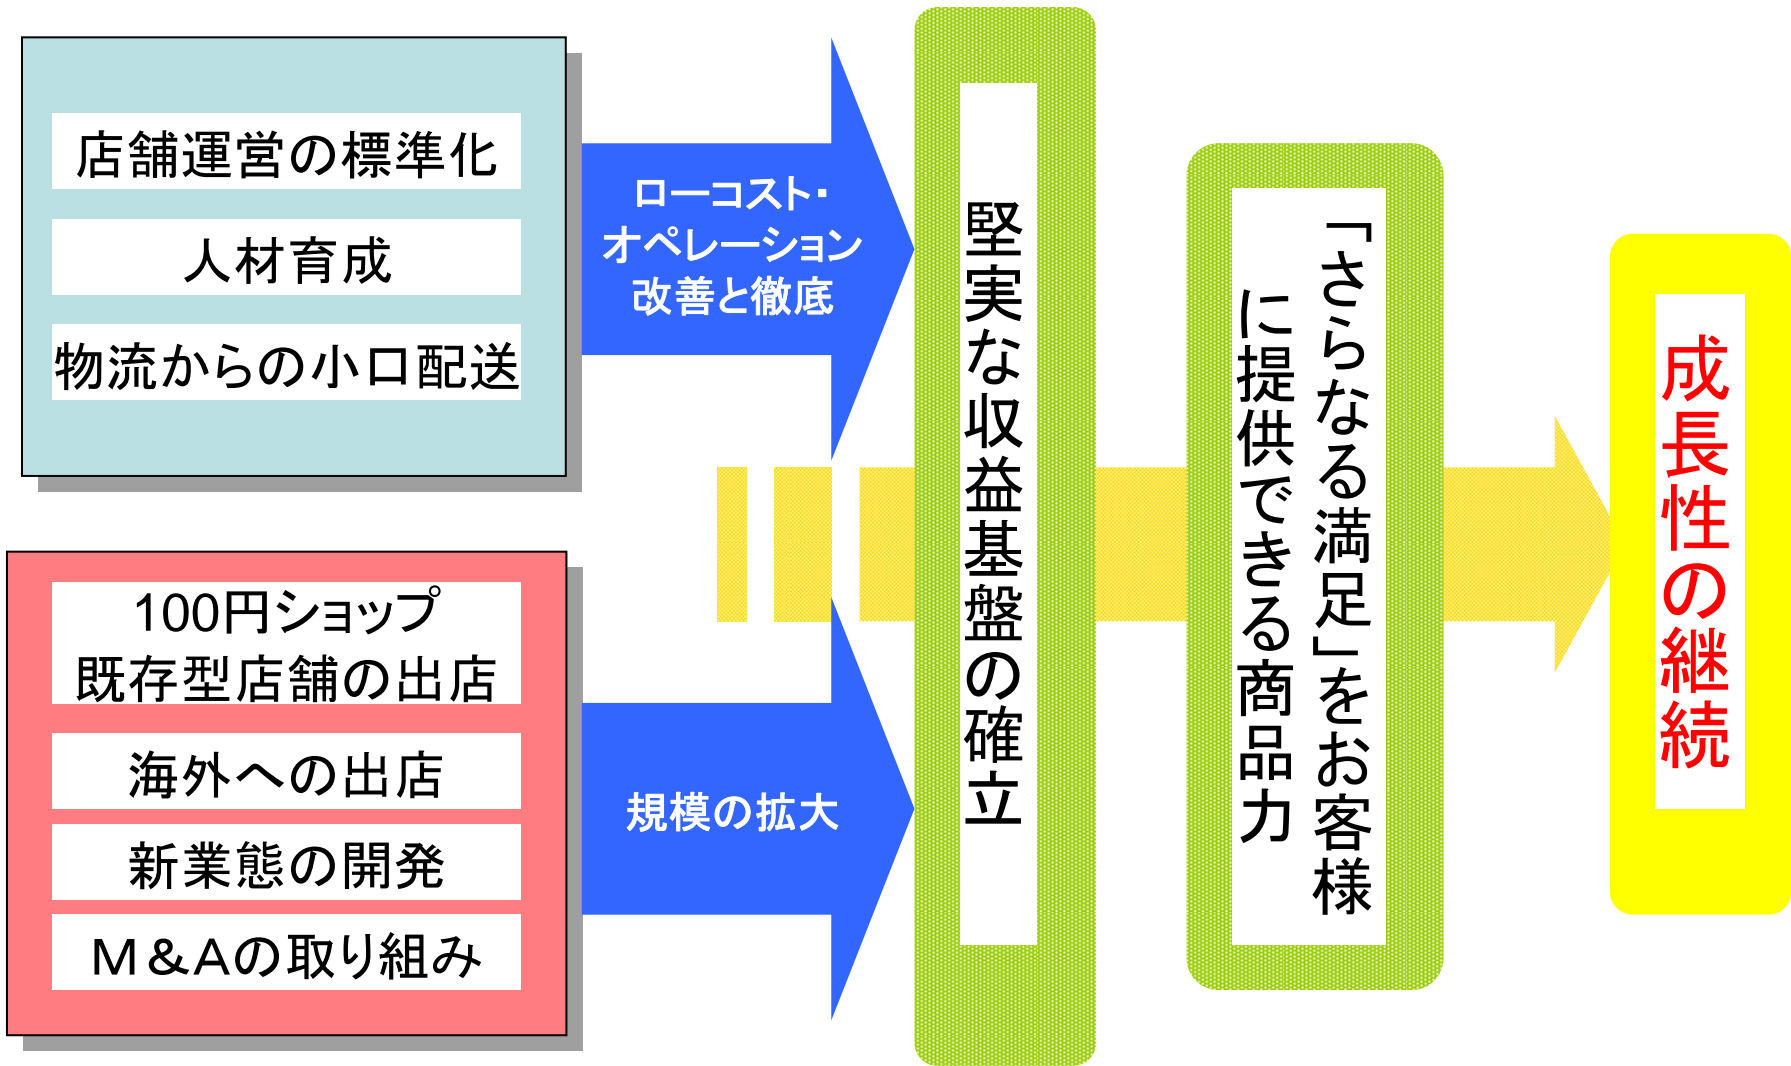 店舗運営の標準化
人材育成
物流からの小口配送
ローコスト・
オペレーション
改善と徹底
100円ショップ
既存型店舗の出店
海外への出店
新業態の開発
M&Aの取り組み
規模の拡大
堅実な収益基盤の確立
「さらなる満足」をお客様
に提供できる商品力
成長性の継続